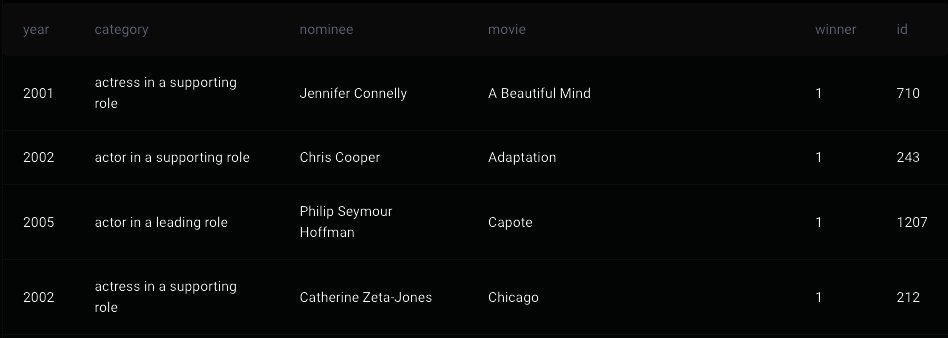 year category nominee movie winner id
actress in a supporting
role
2001 Jennifer Connelly A Beautiful Mind 1 710
2002 actor in a supporting role Chris Cooper Adaptation 1 243
Philip Seymour
Hoffman
2005 actor in a leading role Capote 1 1207
actress in a supporting
role
2002 Catherine Zeta-Jones Chicago 1 212